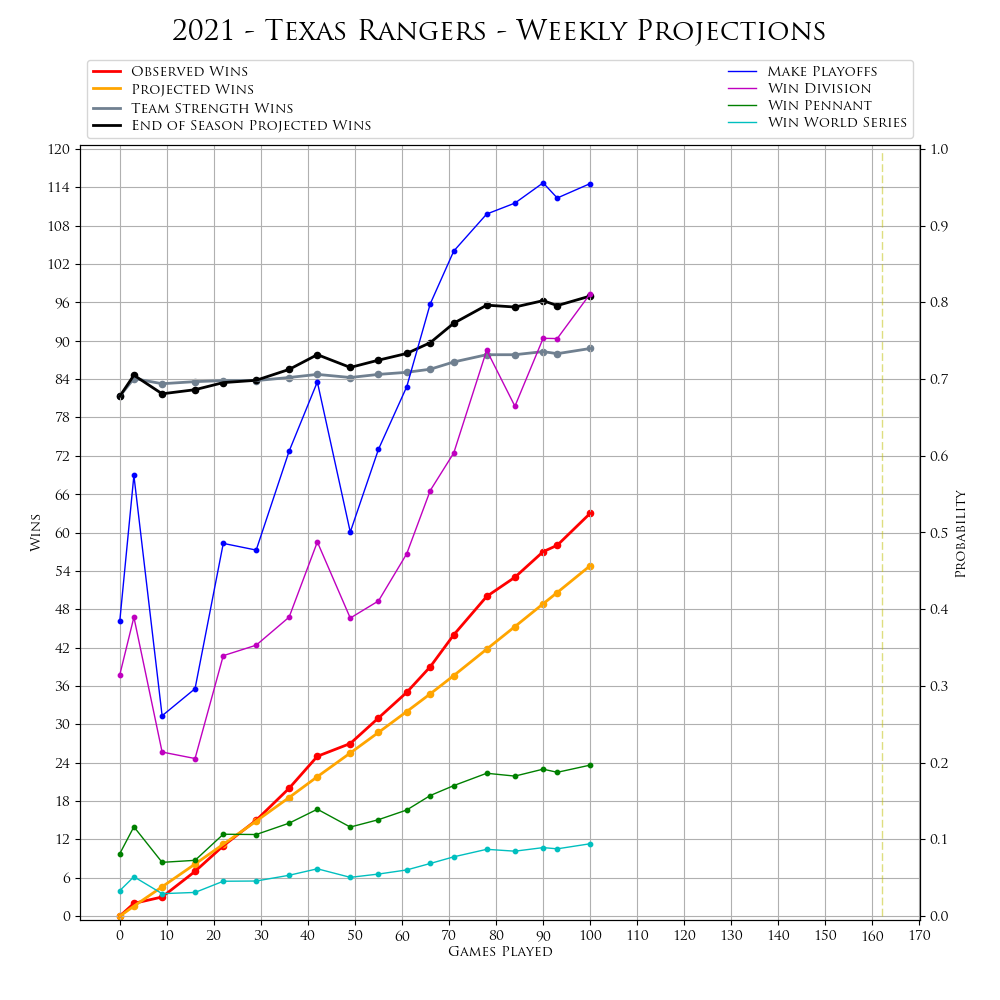 2021 - Texas Rangers - Weekly Projections
Observed Wins
Projected Wins
Team Strength Wins
End of Season Projected Wins
Make Playoffs
Win Division
Win Pennant
Win World Series
120
114
108
102
96
90
84
78
72
66
60
54
48
42
36
30
24
18
12
6
0
Wins
1.0
0.9
0.8
0.7
0.6
0.5
0.4
0.3
0.2
0.1
0.0
Probability
0 10 20 30 40 50 60 70 80 90 100 110 120 130 140 150 160 170
Games Played